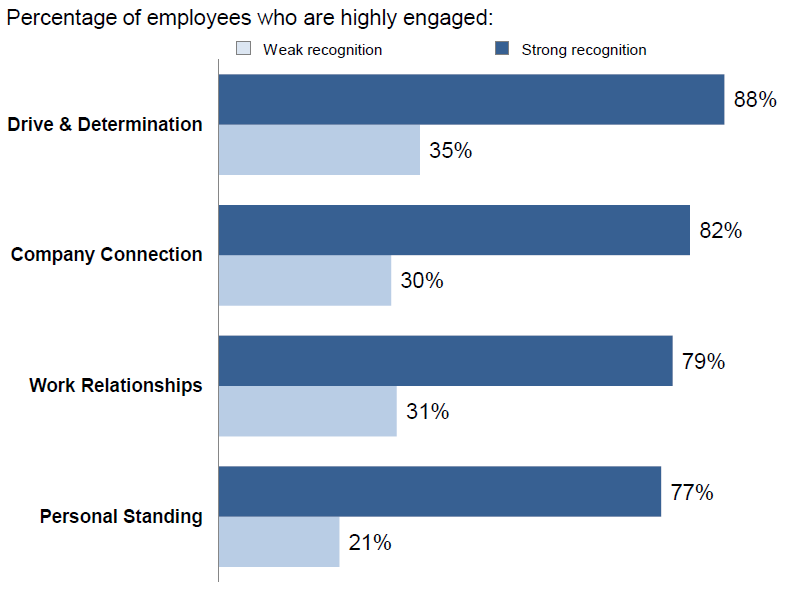 Percentage of employees who are highly engaged:
Weak recognition
Strong recognition
88%
Drive & Determination
35%
82%
Company Connection
30%
79%
Work Relationships
31%
77%
Personal Standing
21%